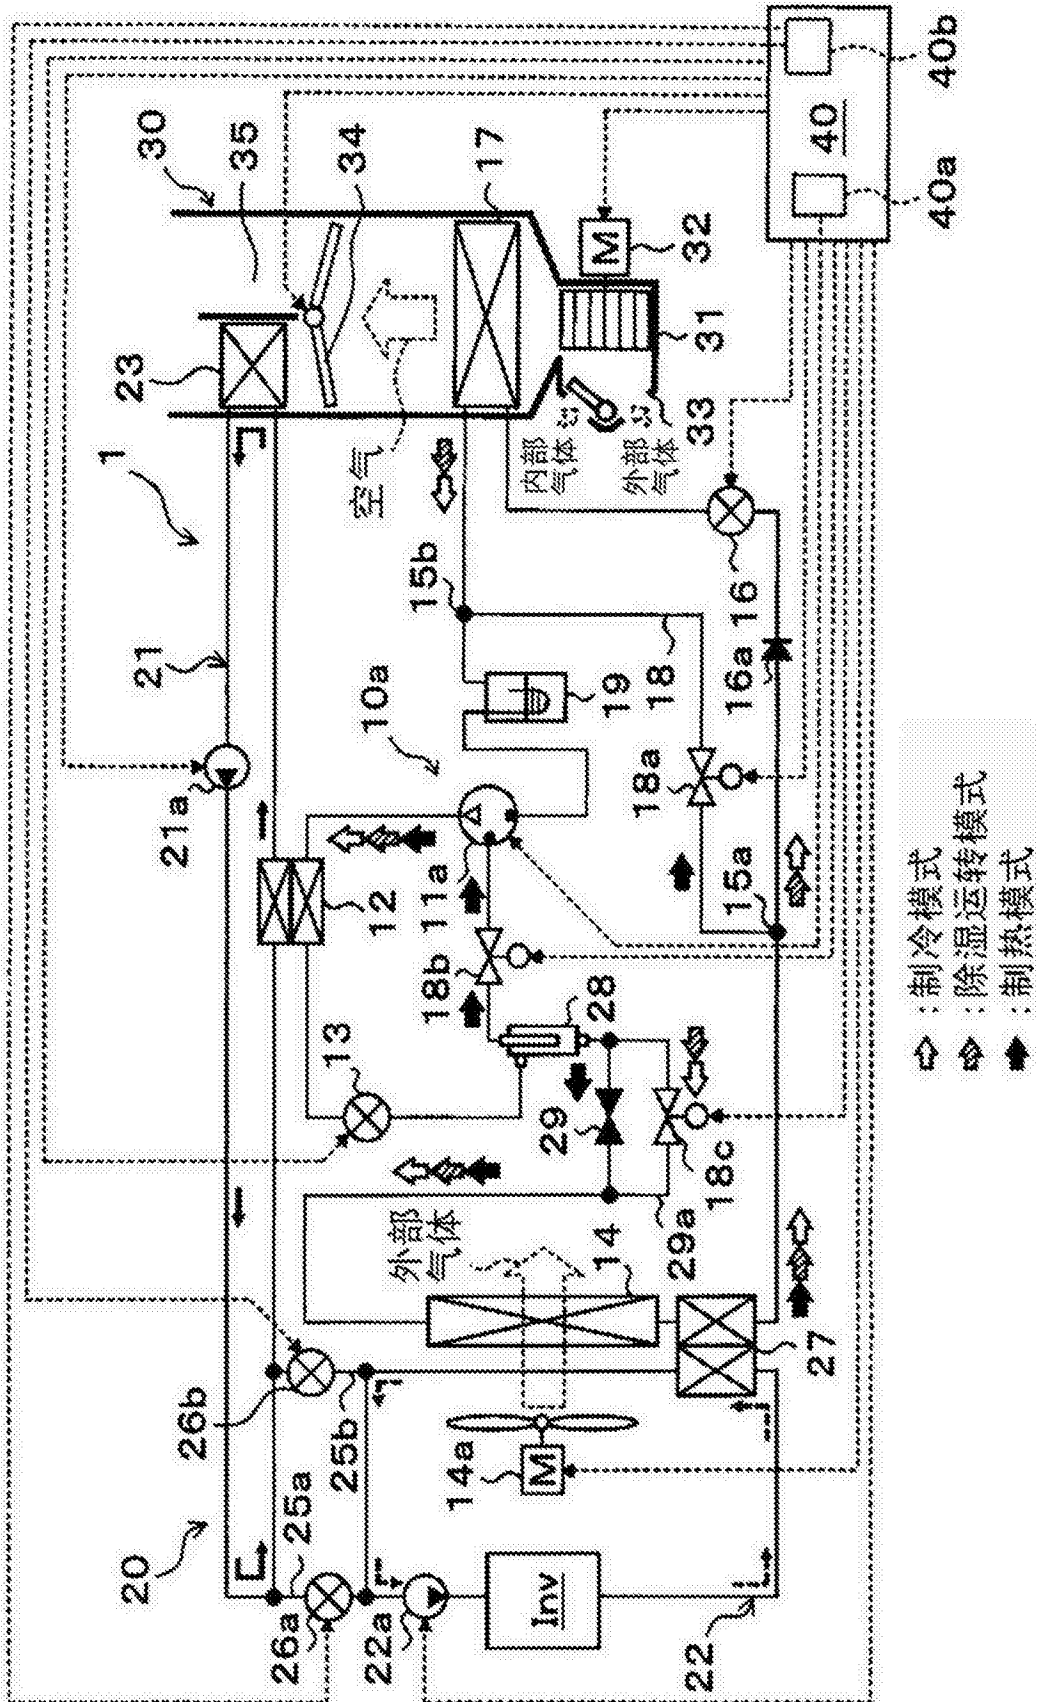 20
22
26a
25a
22a
Inv
26b
25b
14a
M
27
外部
气体
14
29a
18c
29
28
13
18b
12
11a
10a
21a
21
1
15a
18a
18
19
15b
16a
16
空气
内部
气体
外部
气体
33
31
32
M
17
34
35
30
23
40a
40
40b
:制冷模式
:除湿运转模式
:制热模式